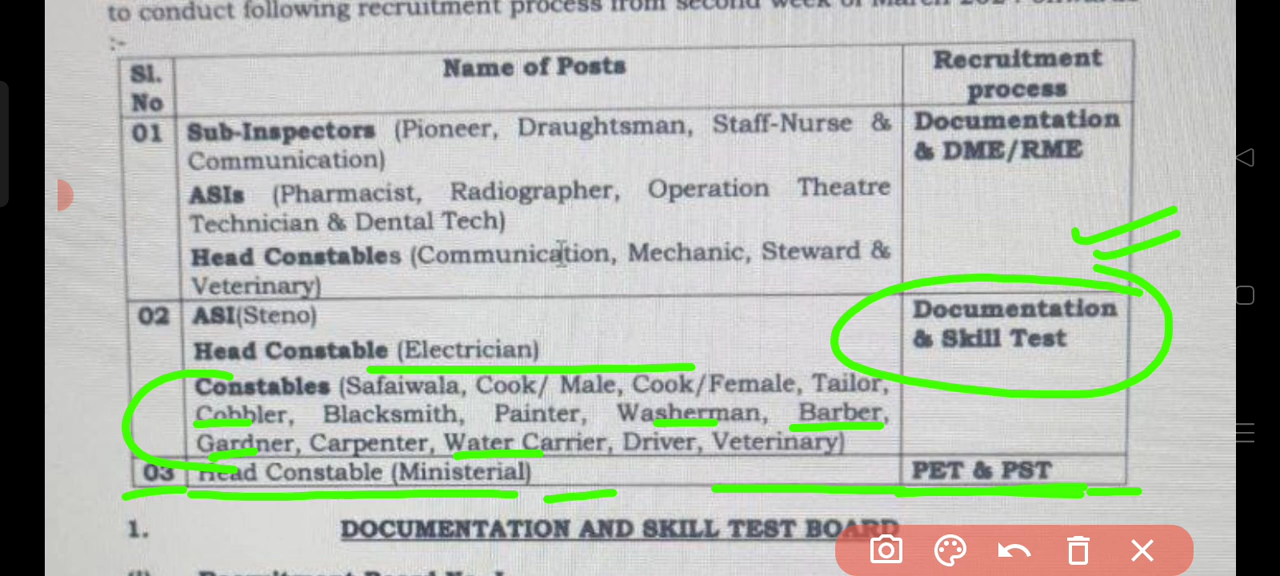 to conduct following recruitment process from second week of March
:-
Sl. No
Name of Posts
Recruitment process
01
Sub-Inspectors (Pioneer, Draughtsman, Staff-Nurse &
Communication)
ASIs (Pharmacist, Radiographer, Operation Theatre
Technician & Dental Tech)
Head Constables (Communication, Mechanic, Steward &
Veterinary)
Documentation
& DME/RME
02
ASI(Steno)
Head Constable (Electrician)
Constables (Safaiwala, Cook/ Male, Cook/Female, Tailor,
Cobbler, Blacksmith, Painter, Washerman, Barber,
Gardner, Carpenter, Water Carrier, Driver, Veterinary)
Documentation
& Skill Test
03
Head Constable (Ministerial)
PET & PST
1.
DOCUMENTATION AND SKILL TEST BOARD